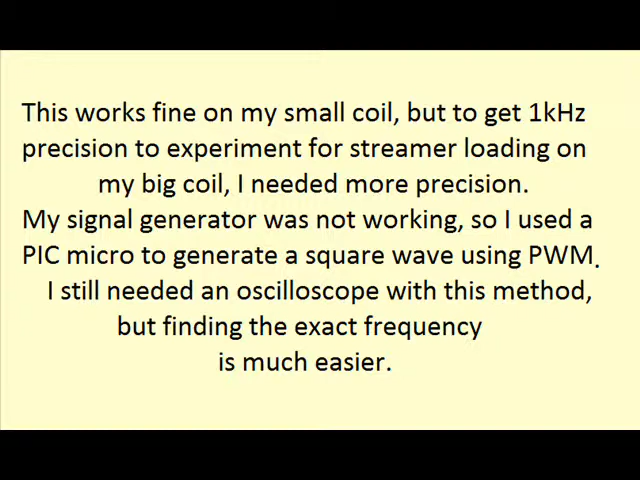 This works fine on my small coil, but to get 1kHz
precision to experiment for streamer loading on
my big coil, I needed more precision.
My signal generator was not working, so I used a
PIC micro to generate a square wave using PWM.
I still needed an oscilloscope with this method,
but finding the exact frequency
is much easier.